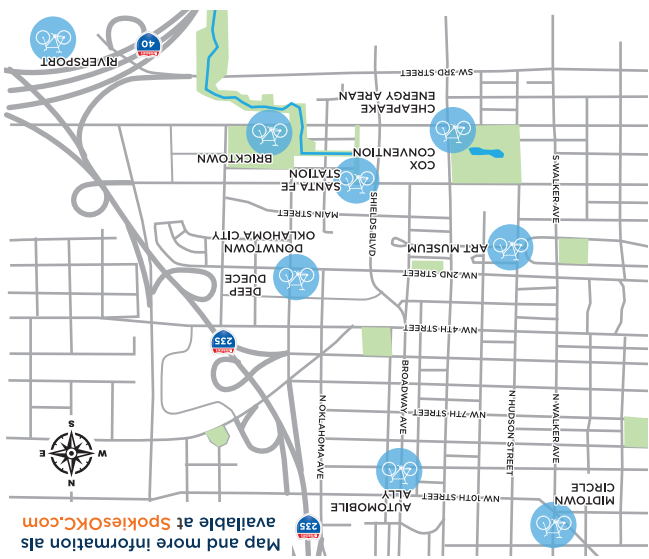 Map and more information als
available at SpokiesOKC.com
235
MIDTOWN
CIRCLE
NW 10TH STREET
AUTOMOBILE
ALLY
N
W
E
S
N.WALKER AVE
N.HUDSON STREET
BROADWAY AVE
N.OKLAHOMA AVE
NW 7TH STREET
NW 4TH STREET
235
NW 2ND STREET
DEEP
DUECE
ART MUSEUM
DONWTOWN
OKLAHOMA CITY
SHIELDS BLVD
MAIN STREET
S.WALKER AVE
SANTA FE
STATION
COX
CONVENTION
BRICKTOWN
CHEAPEAKE
ENERGY AREAN
SW 3RD STREET
RIVERSPORT
40